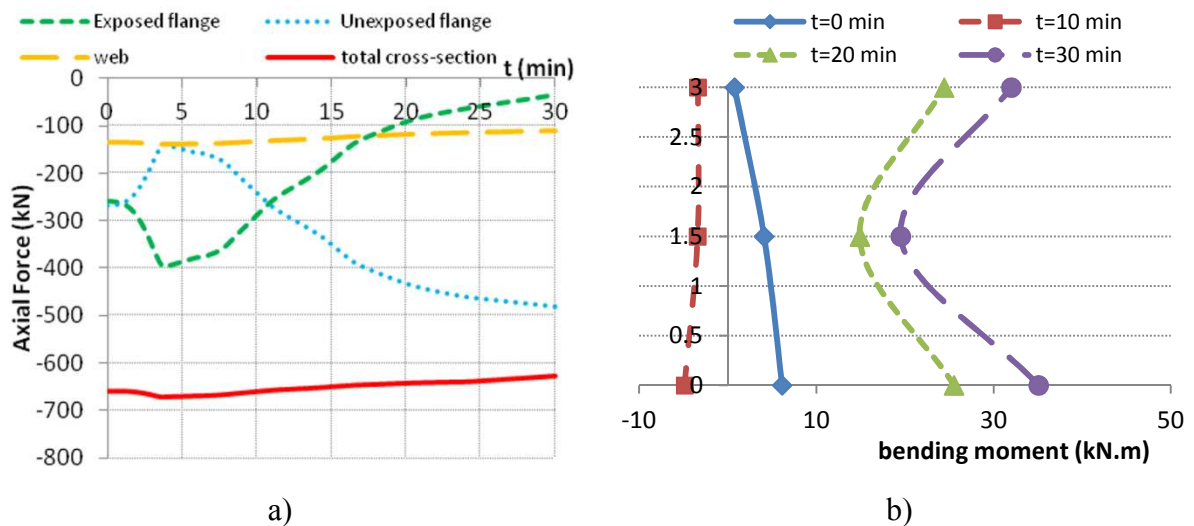 Exposed flange
Unexposed flange
web
total cross-section
t (min)
0
-100
-200
-300
-400
-500
-600
-700
-800
0 5 10 15 20 25 30
Axial Force (kN)
a)
t=0 min
t=10 min
t=20 min
t=30 min
3
2.5
2
1.5
1
0.5
0
-10 10 30 50
bending moment (kN.m)
b)